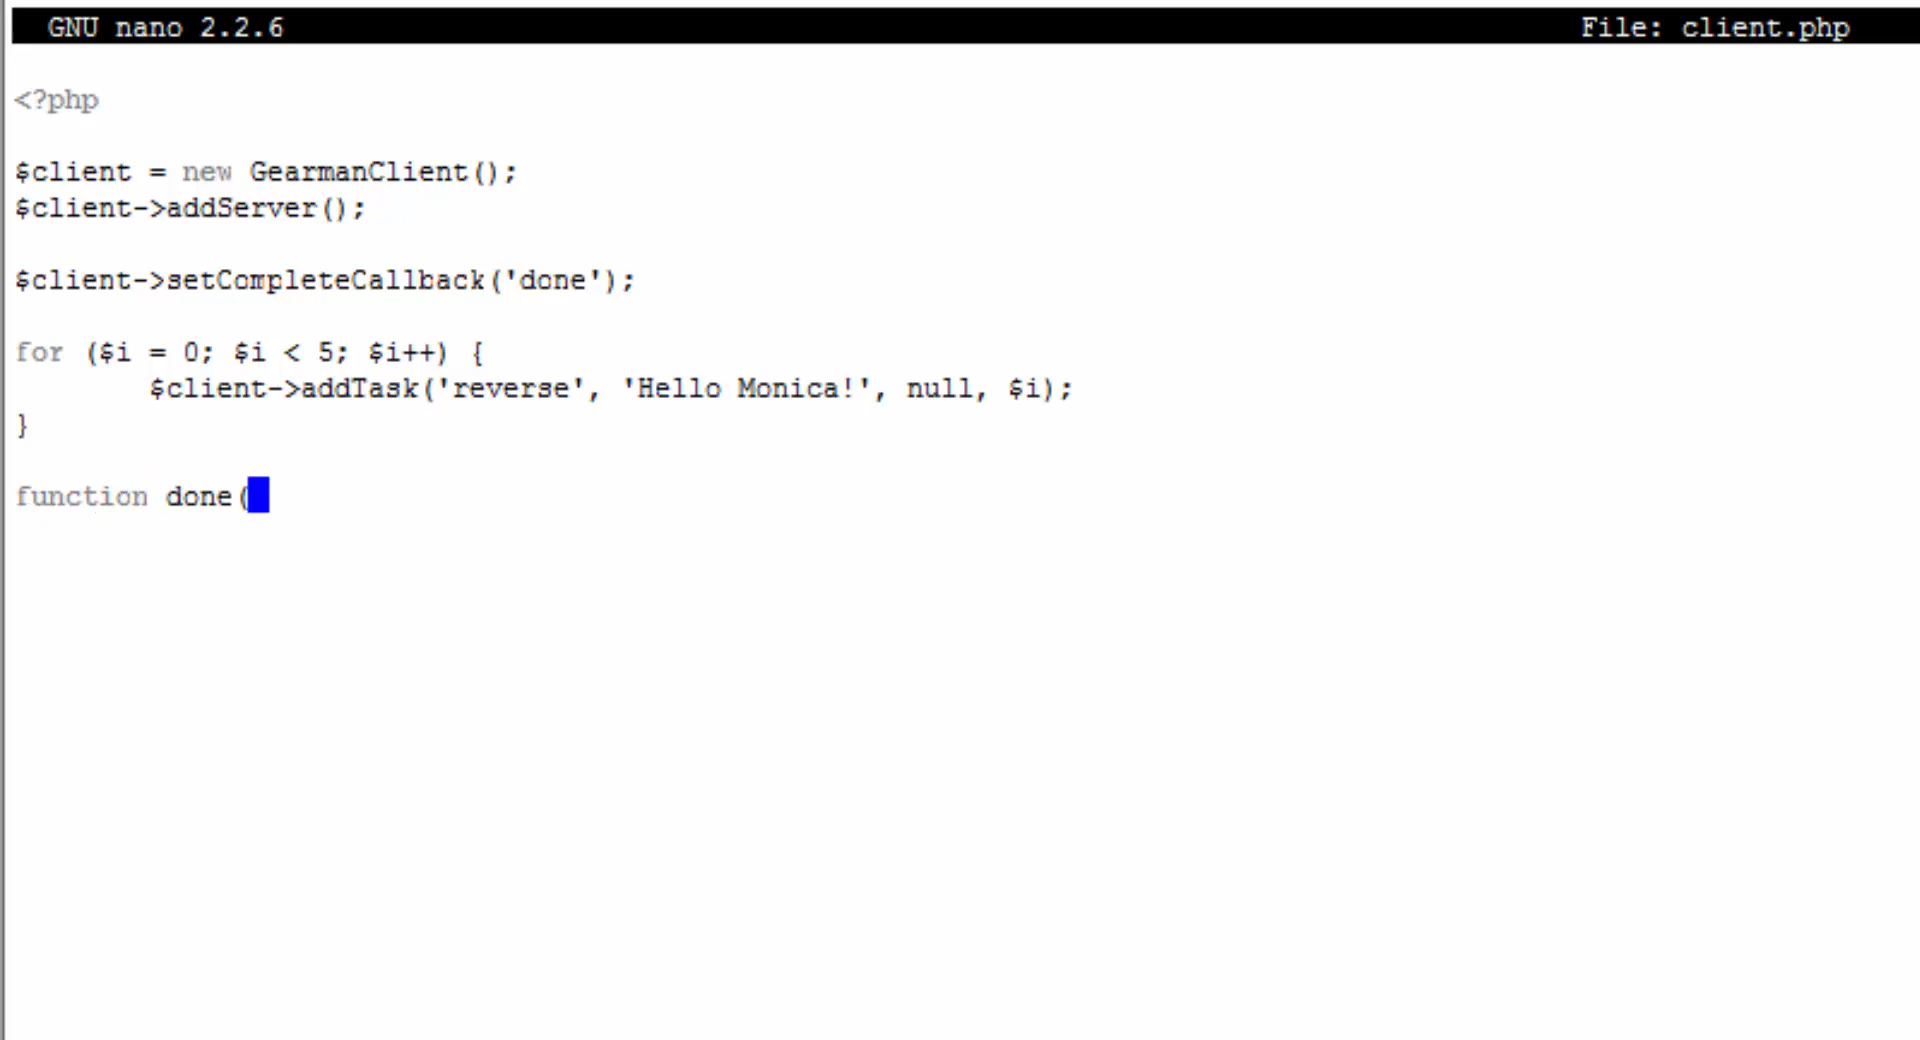 GNU nano 2.2.6 File: client.php
<?php
$client = new GearmanClient();
$client->addServer();
$client->setCompleteCallback('done');
for ($i = 0; $i < 5; $i++) {
$client->addTask('reverse', 'Hello Monica!', null, $i);
}
function done(